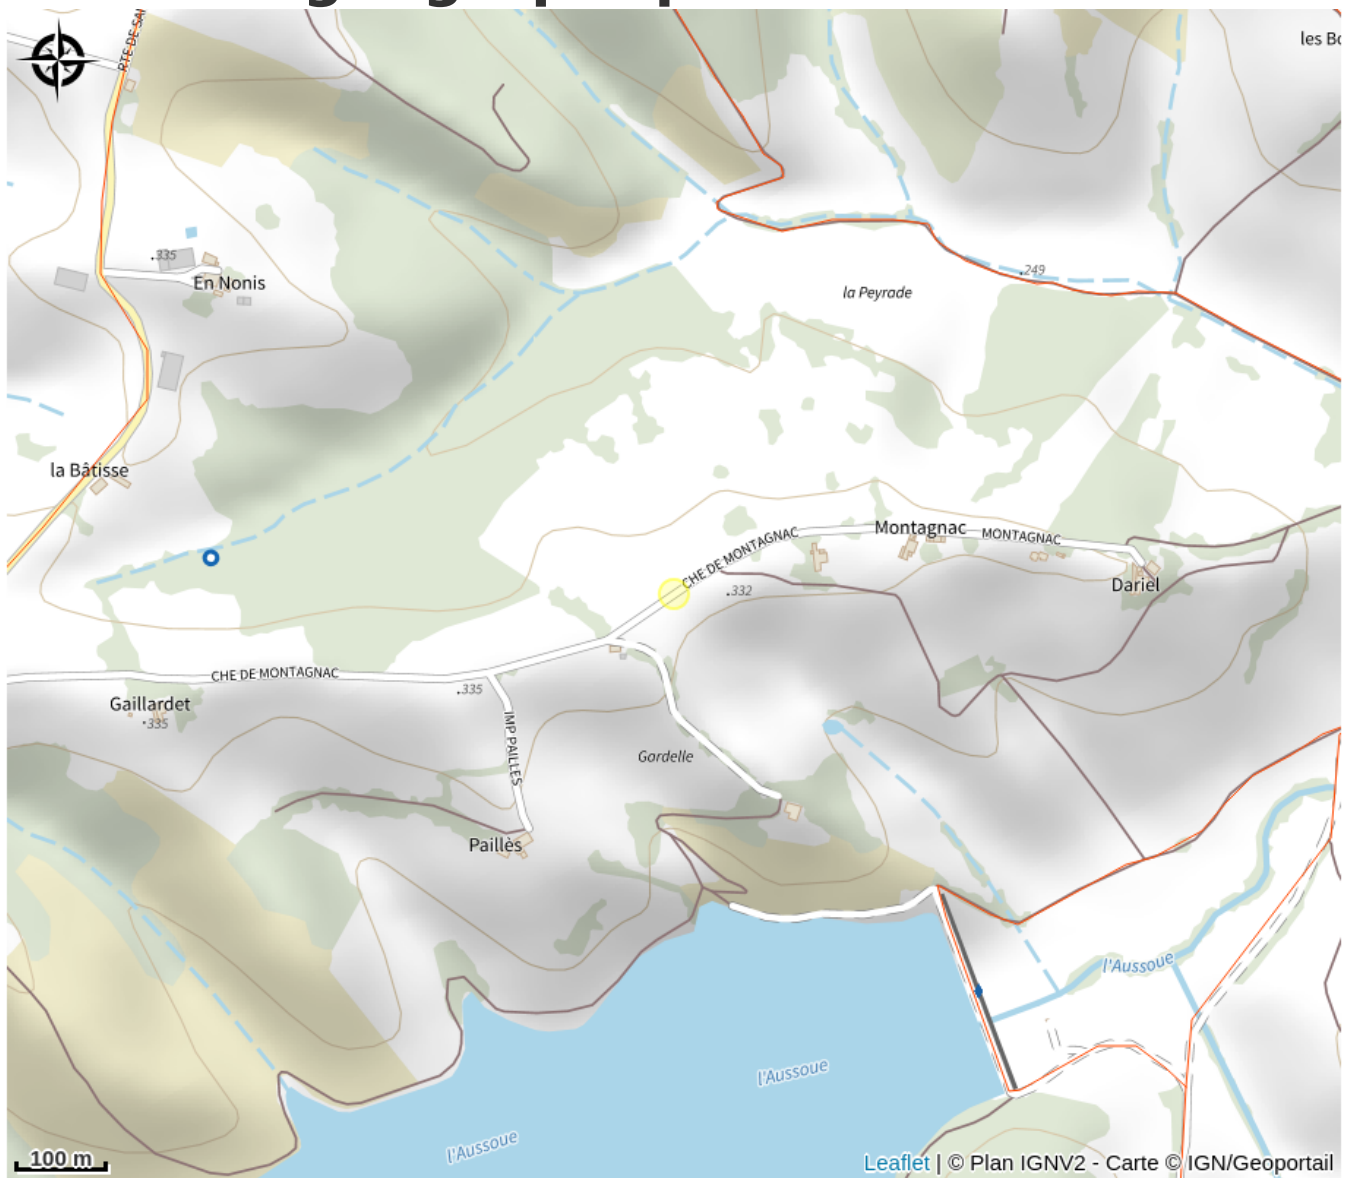 RTE DE SAI
les Bo
.335
En Nonis
.249
la Peyrade
la Bâtisse
CHE DE MONTAGNAC
Montagnac
MONTAGNAC
.332
Dariel
CHE DE MONTAGNAC
.335
Gaillardet
.335
IMP PAILLES
Gardelle
Paillès
l'Aussoue
l'Aussoue
l'Aussoue
100 m
Leaflet | © Plan IGNV2 - Carte © IGN/Geoportail